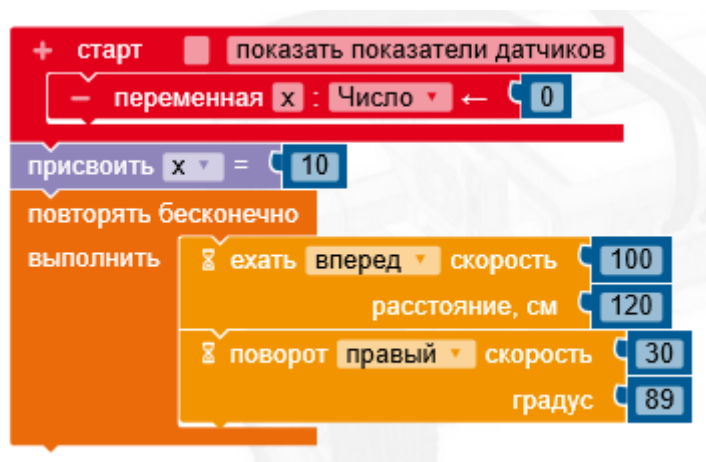 + старт показать показатели датчиков
− переменная x : Число ← 0
присвоить x = 10
повторять бесконечно
выполнить ехать вперед скорость 100
расстояние, см 120
поворот правый скорость 30
градус 89